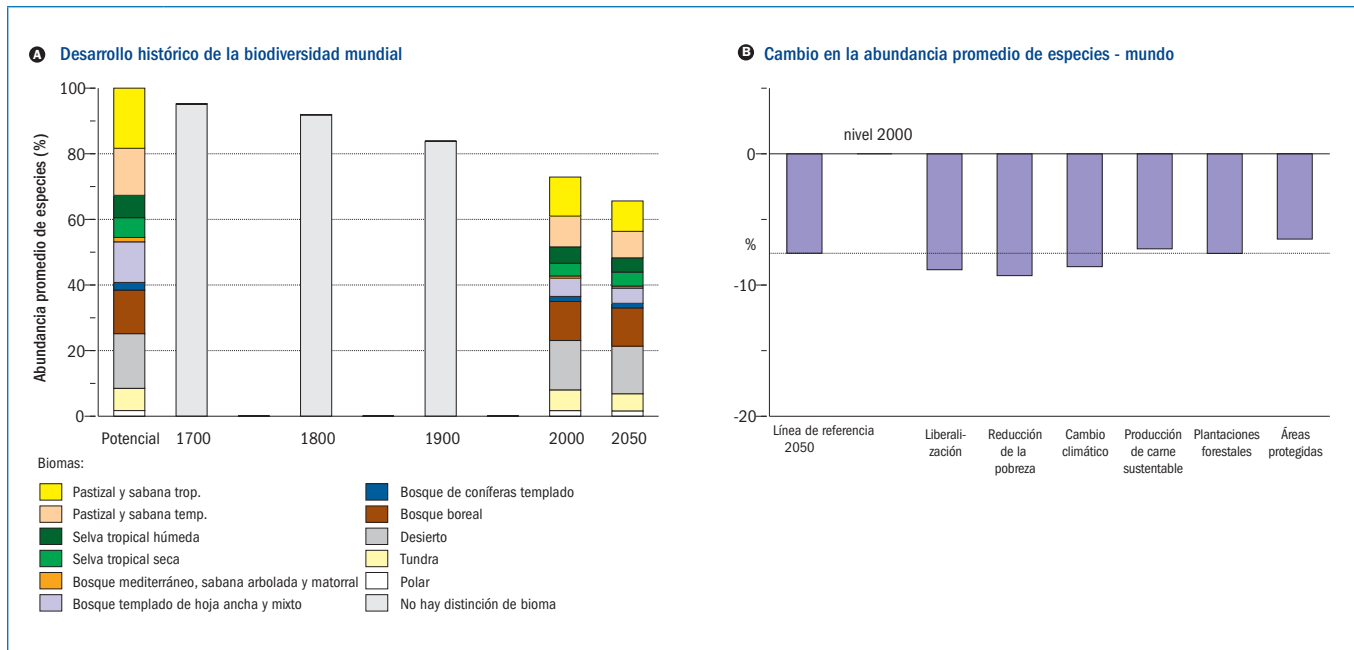 A Desarrollo histórico de la biodiversidad mundial
Abundancia promedio de especies (%)
100
80
60
40
20
0
Potencial 1700 1800 1900 2000 2050
Biomas:
Pastizal y sabana trop.
Pastizal y sabana temp.
Selva tropical húmeda
Selva tropical seca
Bosque mediterráneo, sabana arbolada y matorral
Bosque templado de hoja ancha y mixto
Bosque de coníferas templado
Bosque boreal
Desierto
Tundra
Polar
No hay distinción de bioma
B Cambio en la abundancia promedio de especies - mundo
nivel 2000
0
%
-10
-20
Línea de referencia
2050
Liberali-
zación
Reducción
de la
pobreza
Cambio
climático
Producción
de carne
sustentable
Plantaciones
forestales
Áreas
protegidas